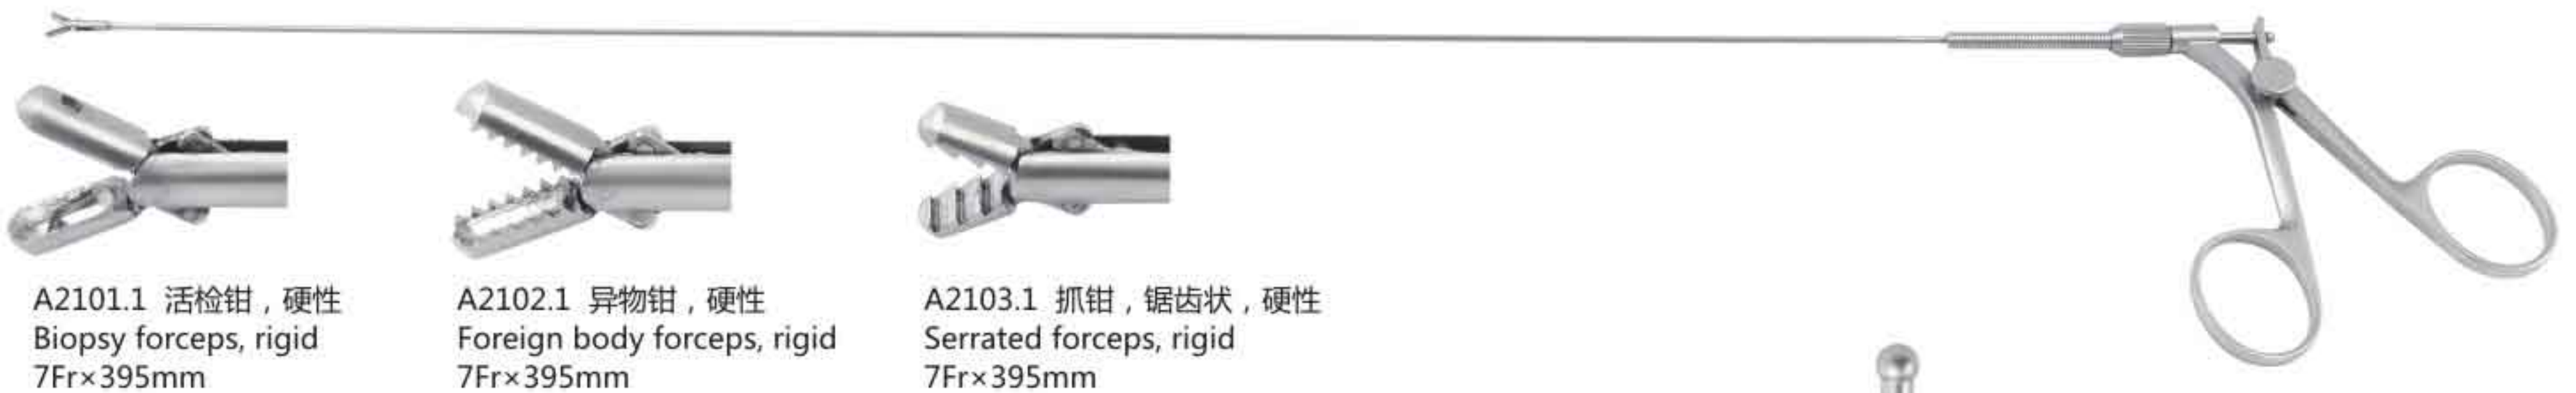 A2101.1 活检钳，硬性
Biopsy forceps, rigid
7Fr×395mm
A2102.1 异物钳，硬性
Foreign body forceps, rigid
7Fr×395mm
A2103.1 抓钳，锯齿状，硬性
Serrated forceps, rigid
7Fr×395mm